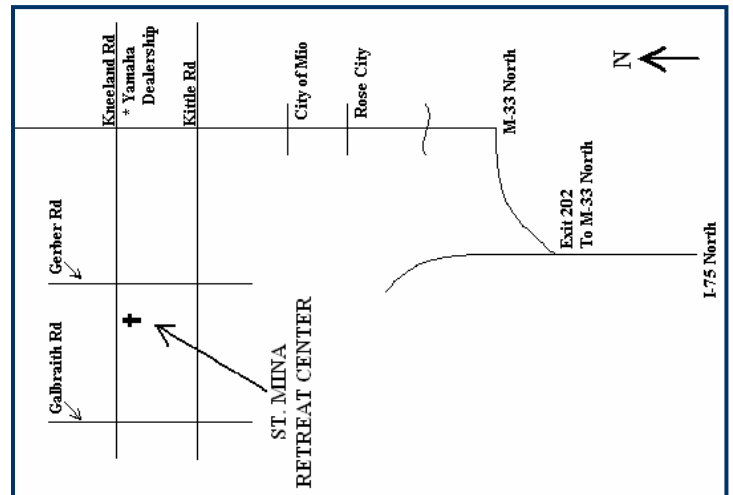 Kneeland Rd
* Yamaha
Dealership
Kittle Rd
City of Mio
Rose City
M-33 North
N
Gerber Rd
Exit 202
To M-33 North
I-75 North
Galbraith Rd
ST. MINA
RETREAT CENTER